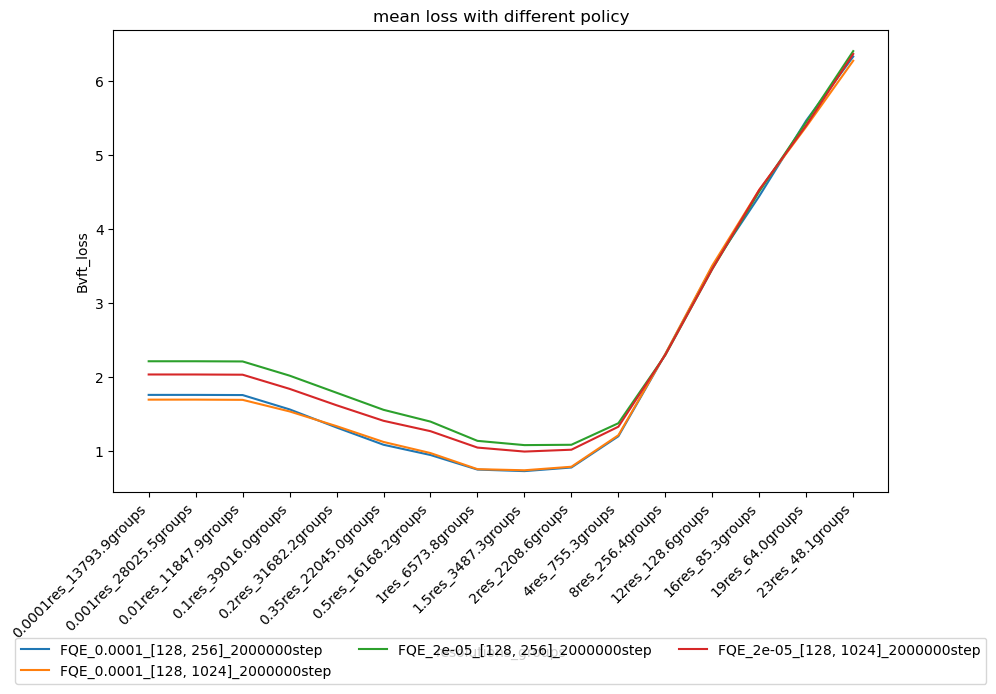 mean loss with different policy
Bvft_loss
6
5
4
3
2
1
0.0001res_13793.9groups
0.001res_28025.5groups
0.01res_11847.9groups
0.1res_39016.0groups
0.2res_31682.2groups
0.35res_22045.0groups
0.5res_16168.2groups
1res_6573.8groups
1.5res_3487.3groups
2res_2208.6groups
4res_755.3groups
8res_256.4groups
12res_128.6groups
16res_85.3groups
19res_64.0groups
23res_48.1groups
FQE_0.0001_[128, 256]_2000000step
FQE_0.0001_[128, 1024]_2000000step
FQE_2e-05_[128, 256]_2000000step
FQE_2e-05_[128, 1024]_2000000step